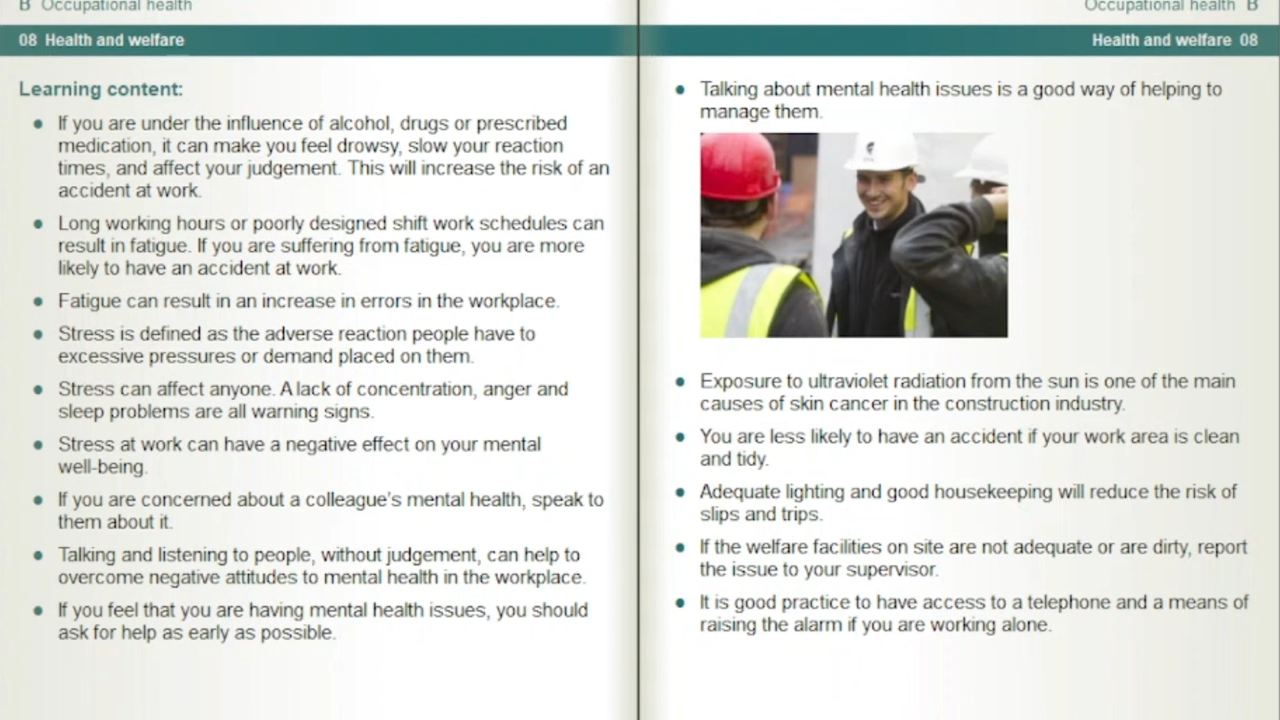 B Occupational health
08 Health and welfare
Learning content:
● If you are under the influence of alcohol, drugs or prescribed
medication, it can make you feel drowsy, slow your reaction
times, and affect your judgement. This will increase the risk of an
accident at work.
● Long working hours or poorly designed shift work schedules can
result in fatigue. If you are suffering from fatigue, you are more
likely to have an accident at work.
● Fatigue can result in an increase in errors in the workplace.
● Stress is defined as the adverse reaction people have to
excessive pressures or demand placed on them.
● Stress can affect anyone. A lack of concentration, anger and
sleep problems are all warning signs.
● Stress at work can have a negative effect on your mental
well-being.
● If you are concerned about a colleague's mental health, speak to
them about it.
● Talking and listening to people, without judgement, can help to
overcome negative attitudes to mental health in the workplace.
● If you feel that you are having mental health issues, you should
ask for help as early as possible.
Occupational health B
Health and welfare 08
● Talking about mental health issues is a good way of helping to
manage them.
● Exposure to ultraviolet radiation from the sun is one of the main
causes of skin cancer in the construction industry.
● You are less likely to have an accident if your work area is clean
and tidy.
● Adequate lighting and good housekeeping will reduce the risk of
slips and trips.
● If the welfare facilities on site are not adequate or are dirty, report
the issue to your supervisor.
● It is good practice to have access to a telephone and a means of
raising the alarm if you are working alone.